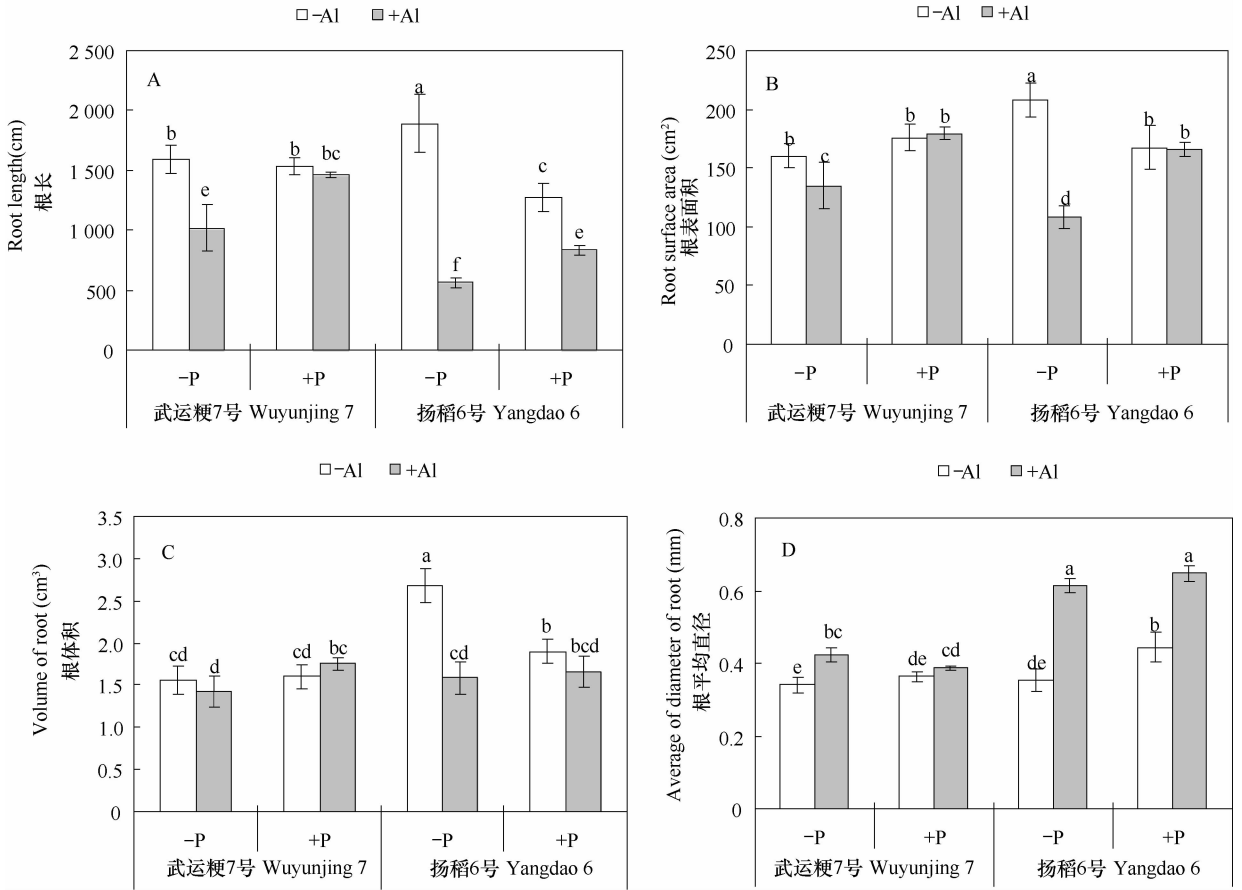 −Al +Al
A
Root length(cm)
根长
2 500
2 000
1 500
1 000
500
0
b e b bc a f c e
−P +P −P +P
武运粳7号 Wuyunjing 7 扬稻6号 Yangdao 6
−Al +Al
B
Root surface area (cm²)
根表面积
250
200
150
100
50
0
b c b b a d b b
−P +P −P +P
武运粳7号 Wuyunjing 7 扬稻6号 Yangdao 6
−Al +Al
C
Volume of root (cm³)
根体积
3.5
3.0
2.5
2.0
1.5
1.0
0.5
0
cd d cd bc a cd b bcd
−P +P −P +P
武运粳7号 Wuyunjing 7 扬稻6号 Yangdao 6
−Al +Al
D
Average of diameter of root (mm)
根平均直径
0.8
0.6
0.4
0.2
0
e bc de cd de a b a
−P +P −P +P
武运粳7号 Wuyunjing 7 扬稻6号 Yangdao 6